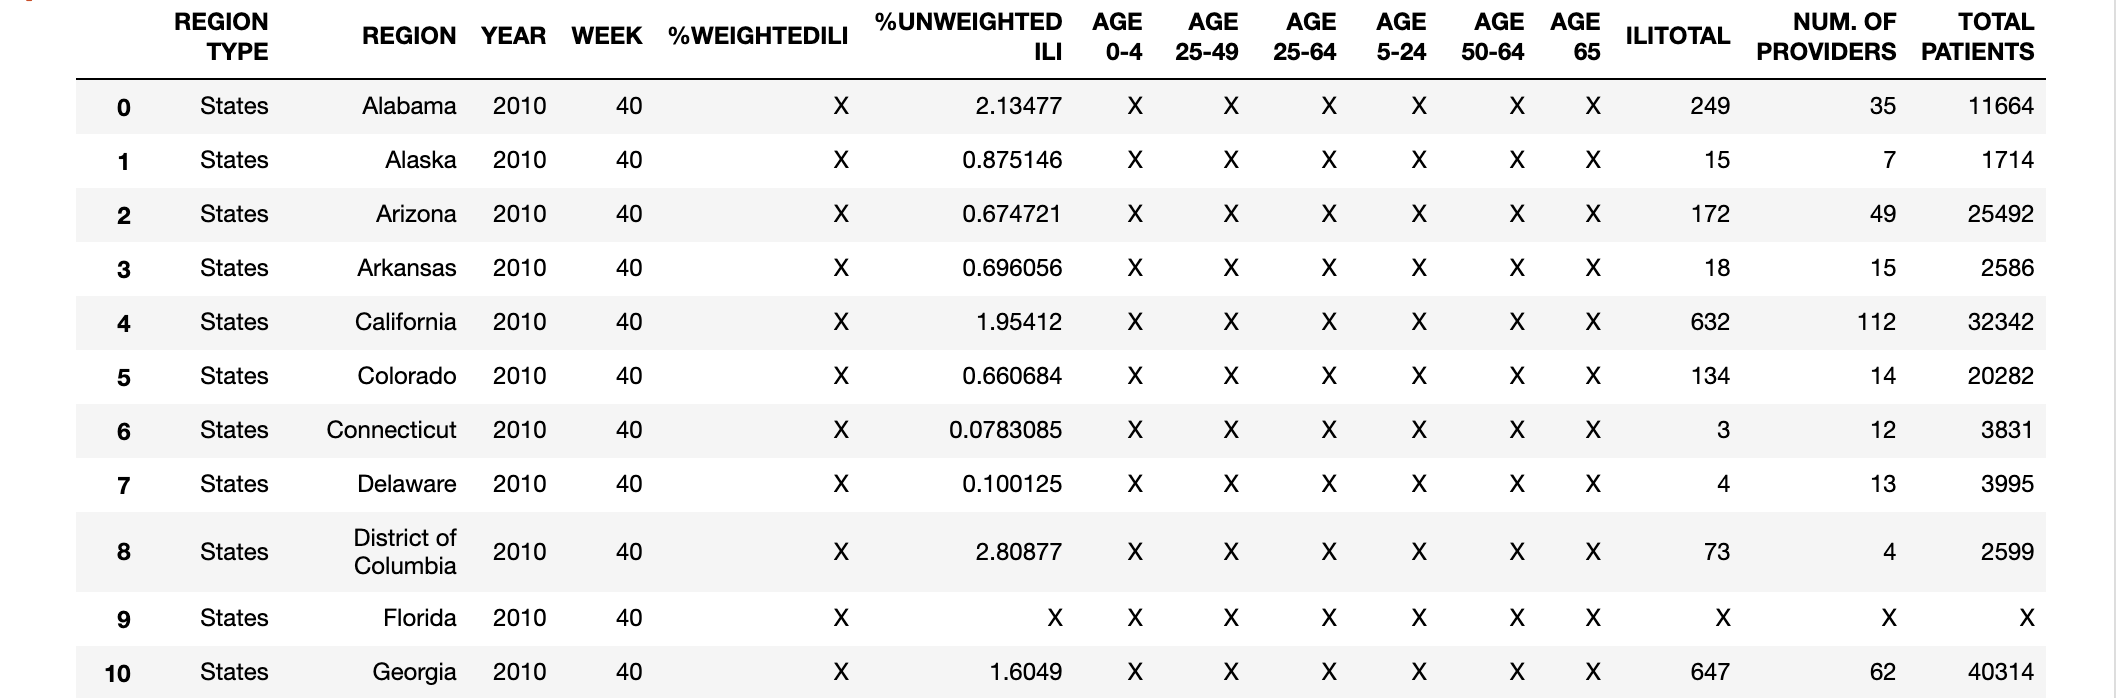 REGION TYPE REGION YEAR WEEK %WEIGHTEDILI %UNWEIGHTED ILI AGE 0-4 AGE 25-49 AGE 25-64 AGE 5-24 AGE 50-64 AGE 65 ILITOTAL NUM. OF PROVIDERS TOTAL PATIENTS
0 States Alabama 2010 40 X 2.13477 X X X X X X 249 35 11664
1 States Alaska 2010 40 X 0.875146 X X X X X X 15 7 1714
2 States Arizona 2010 40 X 0.674721 X X X X X X 172 49 25492
3 States Arkansas 2010 40 X 0.696056 X X X X X X 18 15 2586
4 States California 2010 40 X 1.95412 X X X X X X 632 112 32342
5 States Colorado 2010 40 X 0.660684 X X X X X X 134 14 20282
6 States Connecticut 2010 40 X 0.0783085 X X X X X X 3 12 3831
7 States Delaware 2010 40 X 0.100125 X X X X X X 4 13 3995
8 States District of Columbia 2010 40 X 2.80877 X X X X X X 73 4 2599
9 States Florida 2010 40 X X X X X X X X X X X
10 States Georgia 2010 40 X 1.6049 X X X X X X 647 62 40314